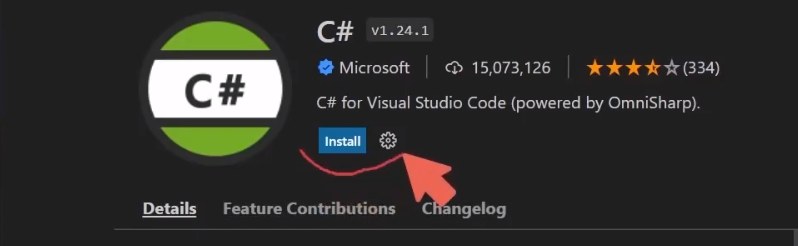 C# v1.24.1
C#
Microsoft 15,073,126 (334)
C# for Visual Studio Code (powered by OmniSharp).
Install
Details Feature Contributions Changelog